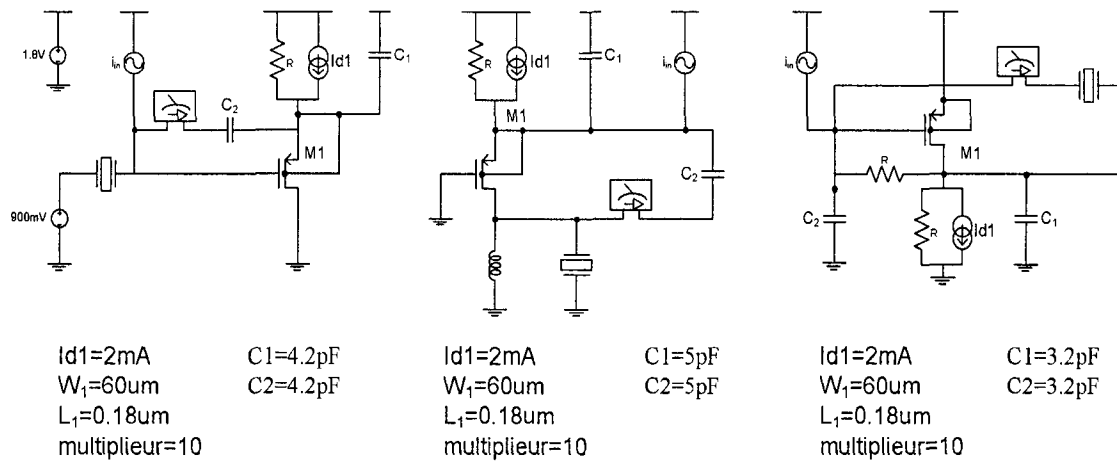 1.8V
i_in
R
Id1
C1
C2
M1
900mV
R
Id1
C1
i_in
M1
C2
i_in
M1
R
C2
R
Id1
C1
Id1=2mA C1=4.2pF
W1=60um C2=4.2pF
L1=0.18um
multiplieur=10
Id1=2mA C1=5pF
W1=60um C2=5pF
L1=0.18um
multiplieur=10
Id1=2mA C1=3.2pF
W1=60um C2=3.2pF
L1=0.18um
multiplieur=10